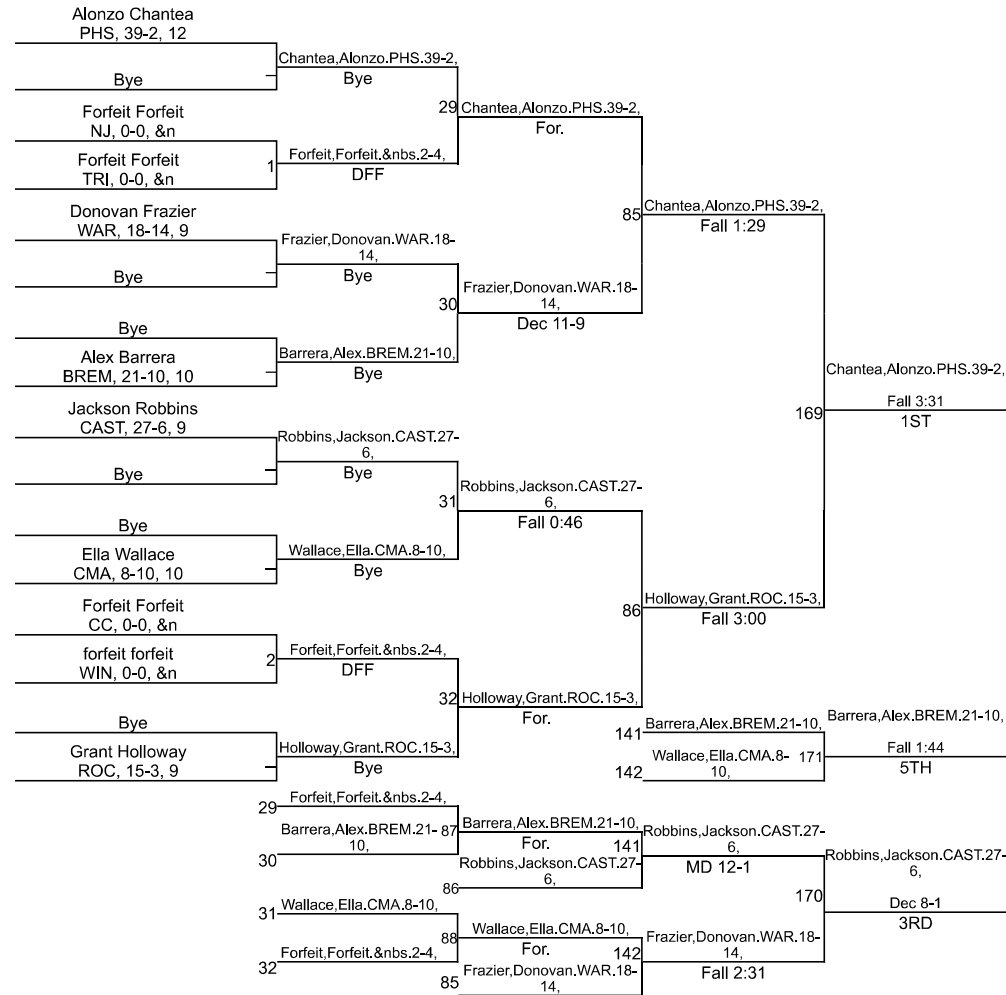 Alonzo Chantea
PHS, 39-2, 12
Chantea,Alonzo.PHS.39-2,
Bye
Bye
29
Chantea,Alonzo.PHS.39-2,
For.
Forfeit Forfeit
NJ, 0-0, &n
1
Forfeit,Forfeit.&nbs.2-4,
DFF
Forfeit Forfeit
TRI, 0-0, &n
85
Chantea,Alonzo.PHS.39-2,
Fall 1:29
Donovan Frazier
WAR, 18-14, 9
Frazier,Donovan.WAR.18-
14,
Bye
Bye
30
Frazier,Donovan.WAR.18-
14,
Dec 11-9
Bye
Barrera,Alex.BREM.21-10,
Bye
Alex Barrera
BREM, 21-10, 10
169
Chantea,Alonzo.PHS.39-2,
Fall 3:31
1ST
Jackson Robbins
CAST, 27-6, 9
Robbins,Jackson.CAST.27-
6,
Bye
Bye
31
Robbins,Jackson.CAST.27-
6,
Fall 0:46
Bye
Wallace,Ella.CMA.8-10,
Bye
Ella Wallace
CMA, 8-10, 10
86
Holloway,Grant.ROC.15-3,
Fall 3:00
Forfeit Forfeit
CC, 0-0, &n
2
Forfeit,Forfeit.&nbs.2-4,
DFF
forfeit forfeit
WIN, 0-0, &n
32
Holloway,Grant.ROC.15-3,
For.
Bye
Holloway,Grant.ROC.15-3,
Bye
Grant Holloway
ROC, 15-3, 9
141
Barrera,Alex.BREM.21-10,
142
Wallace,Ella.CMA.8-
10,
171
Barrera,Alex.BREM.21-10,
Fall 1:44
5TH
29
Forfeit,Forfeit.&nbs.2-4,
30
Barrera,Alex.BREM.21-
10,
87
Barrera,Alex.BREM.21-10,
For.
86
Robbins,Jackson.CAST.27-
6,
141
Robbins,Jackson.CAST.27-
6,
MD 12-1
170
Robbins,Jackson.CAST.27-
6,
Dec 8-1
3RD
31
Wallace,Ella.CMA.8-10,
32
Forfeit,Forfeit.&nbs.2-4,
88
Wallace,Ella.CMA.8-10,
For.
85
Frazier,Donovan.WAR.18-
14,
142
Frazier,Donovan.WAR.18-
14,
Fall 2:31